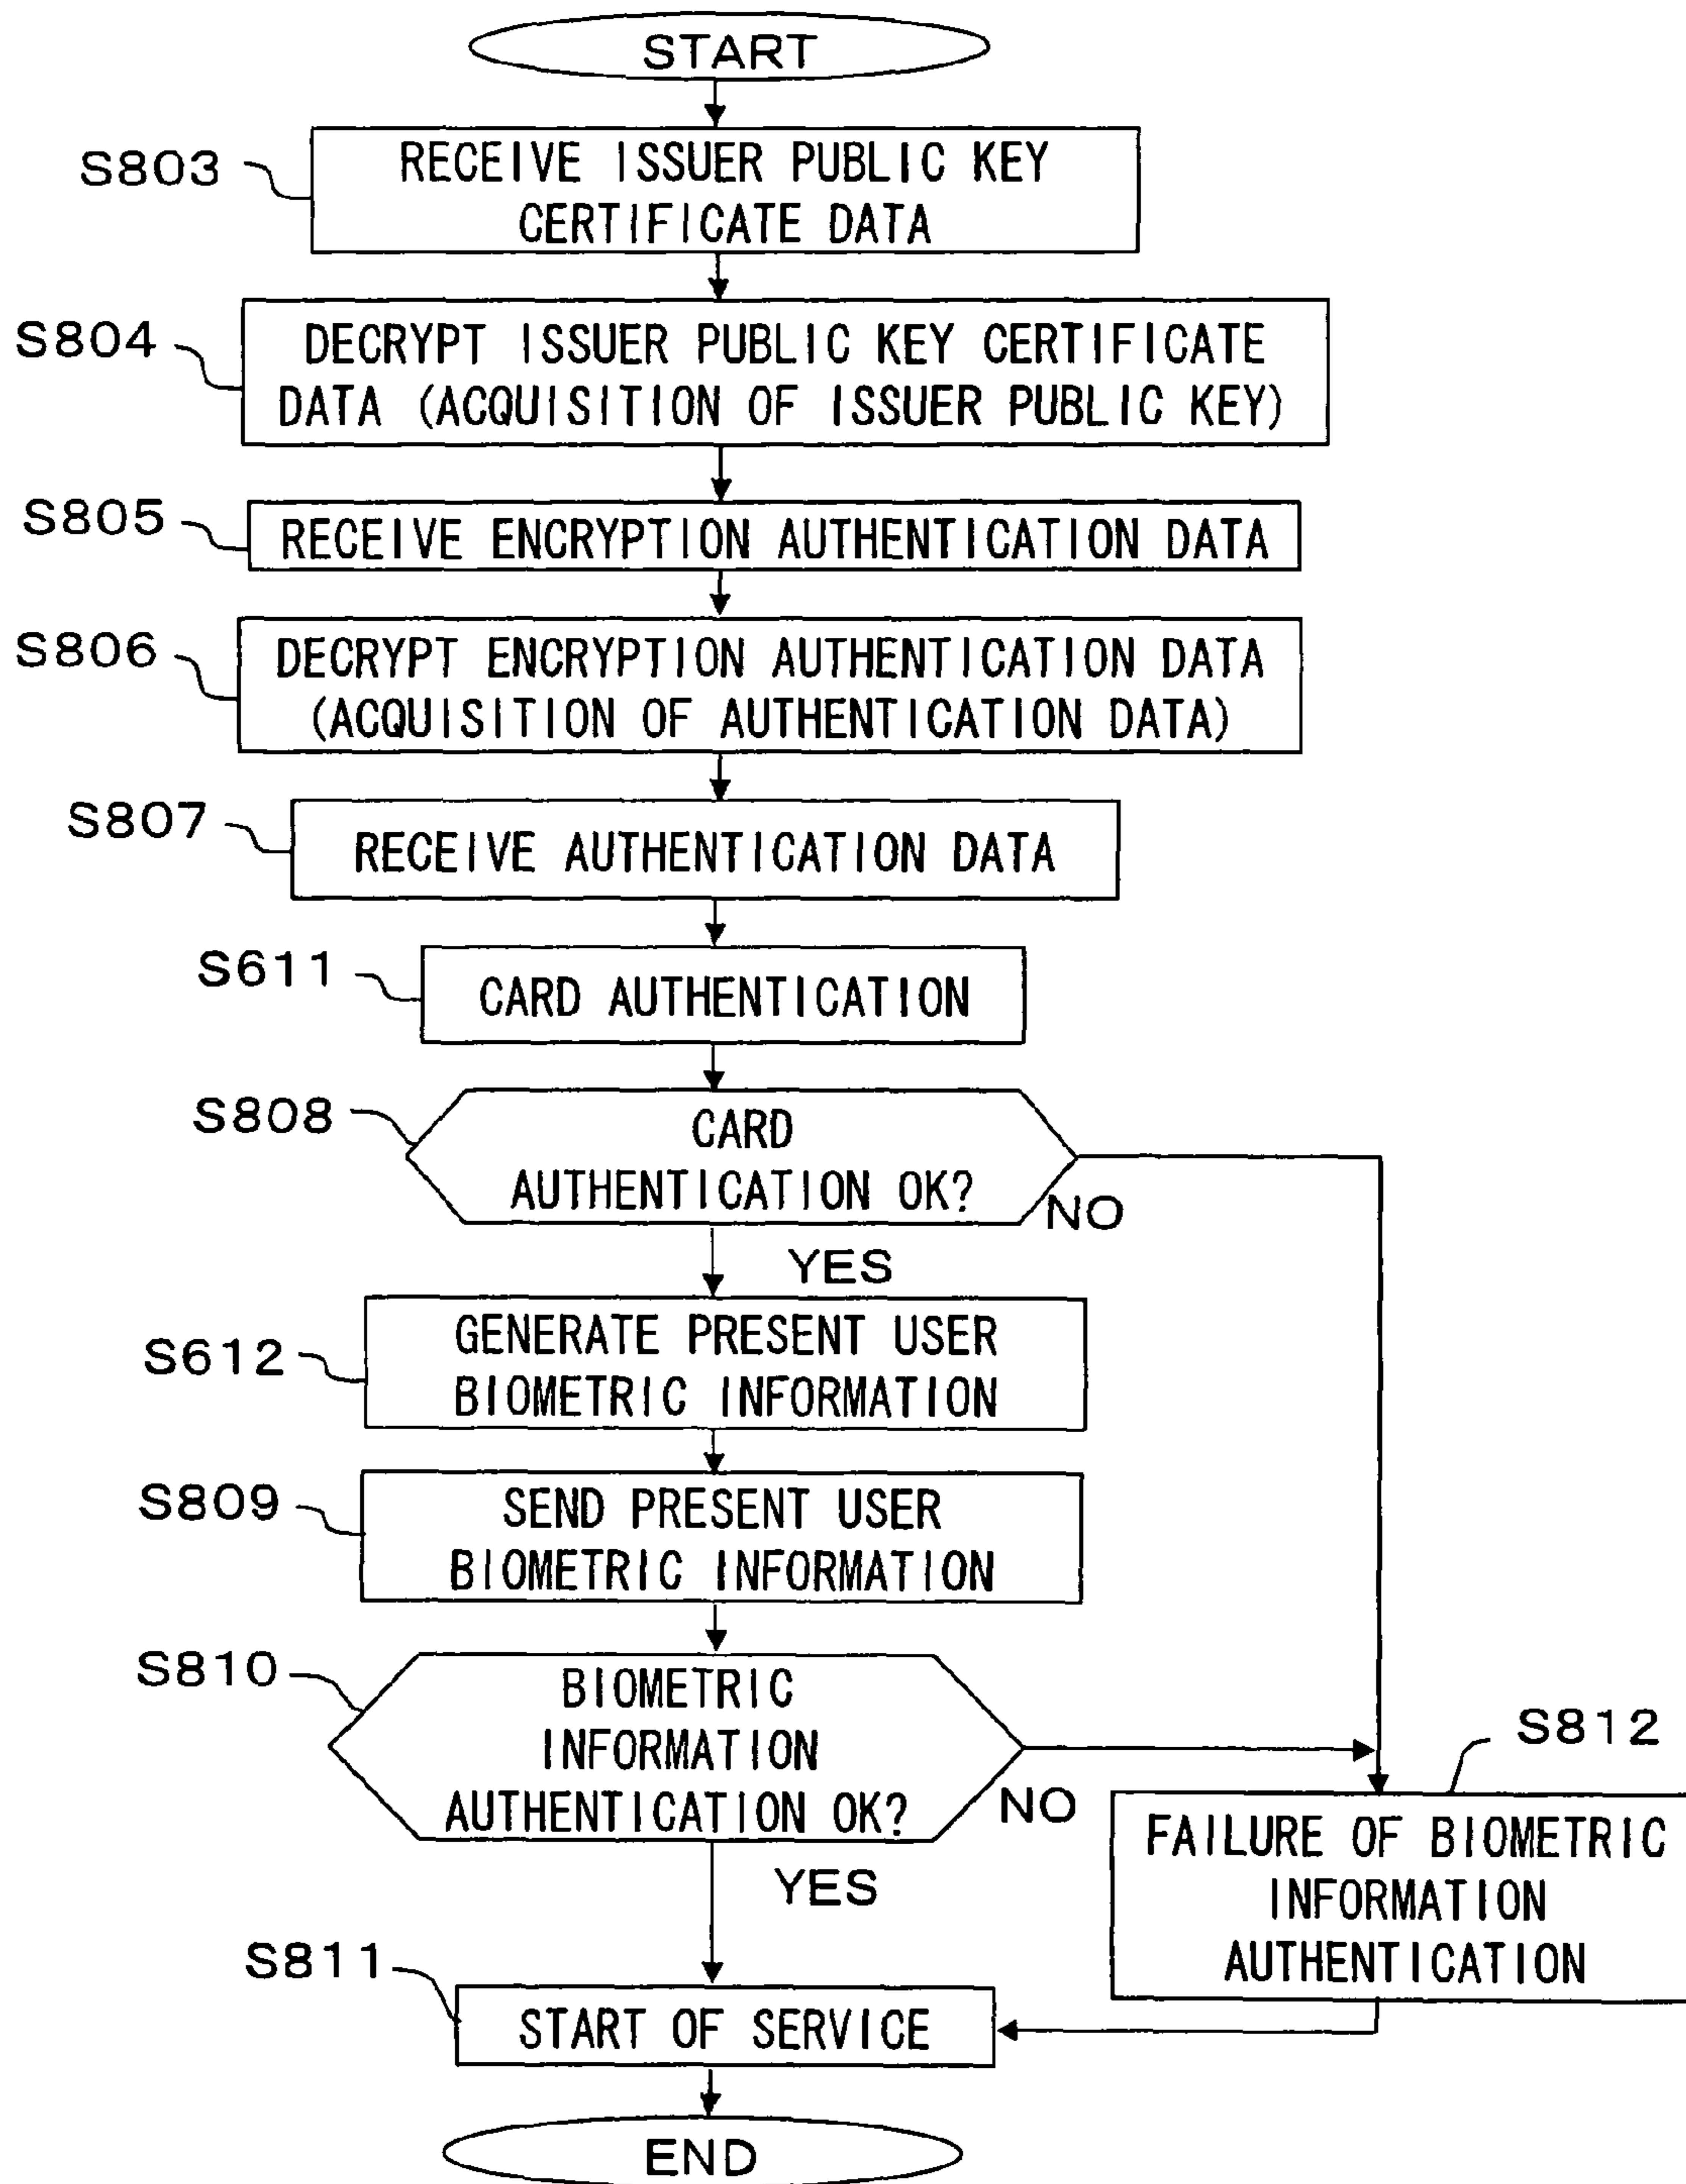 START
S803
RECEIVE ISSUER PUBLIC KEY
CERTIFICATE DATA
S804
DECRYPT ISSUER PUBLIC KEY CERTIFICATE
DATA (ACQUISITION OF ISSUER PUBLIC KEY)
S805
RECEIVE ENCRYPTION AUTHENTICATION DATA
S806
DECRYPT ENCRYPTION AUTHENTICATION DATA
(ACQUISITION OF AUTHENTICATION DATA)
S807
RECEIVE AUTHENTICATION DATA
S611
CARD AUTHENTICATION
S808
CARD
AUTHENTICATION OK?
NO
YES
S612
GENERATE PRESENT USER
BIOMETRIC INFORMATION
S809
SEND PRESENT USER
BIOMETRIC INFORMATION
S810
BIOMETRIC
INFORMATION
AUTHENTICATION OK?
NO
YES
S812
FAILURE OF BIOMETRIC
INFORMATION
AUTHENTICATION
S811
START OF SERVICE
END